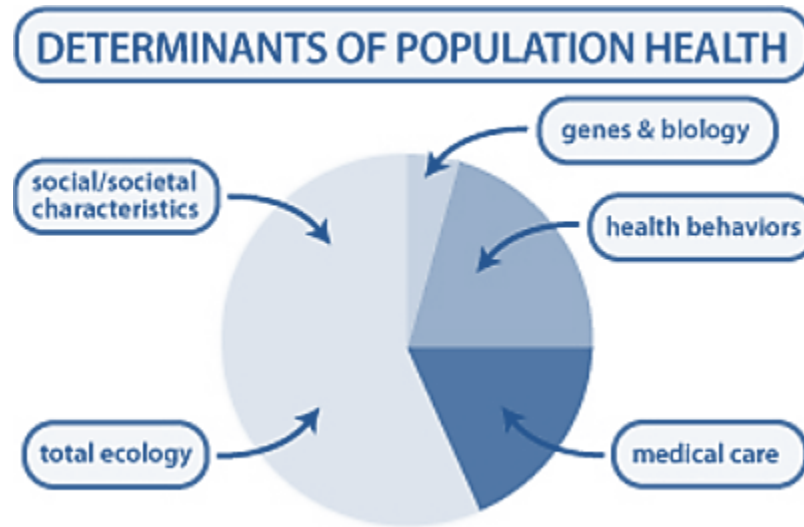 DETERMINANTS OF POPULATION HEALTH
genes & biology
social/societal
characteristics
health behaviors
total ecology
medical care